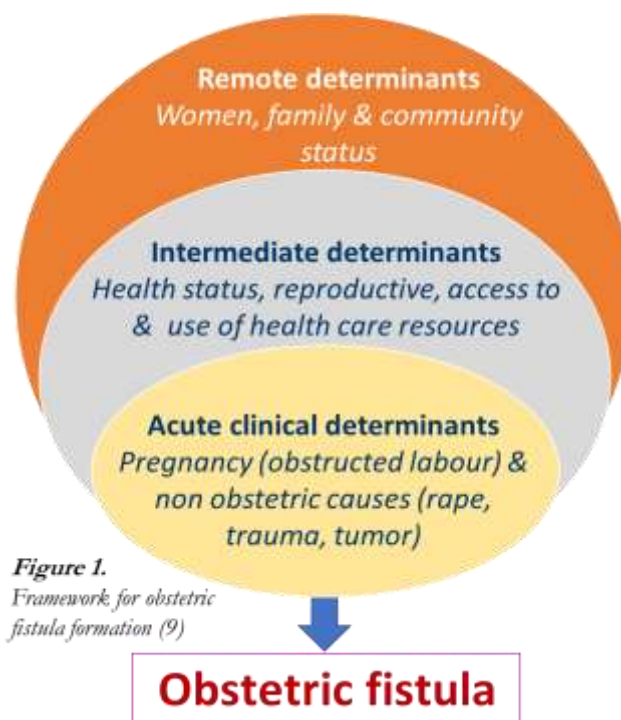 Remote determinants
Women, family & community
status
Intermediate determinants
Health status, reproductive, access to
& use of health care resources
Acute clinical determinants
Pregnancy (obstructed labour) &
non obstetric causes (rape,
trauma, tumor)
Figure 1.
Framework for obstetric
fistula formation (9)
Obstetric fistula